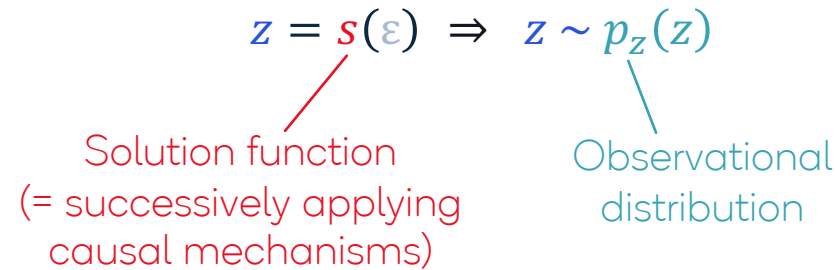 z = s(ε) ⇒ z ~ p_z(z)
Solution function
(= successively applying
causal mechanisms)
Observational
distribution